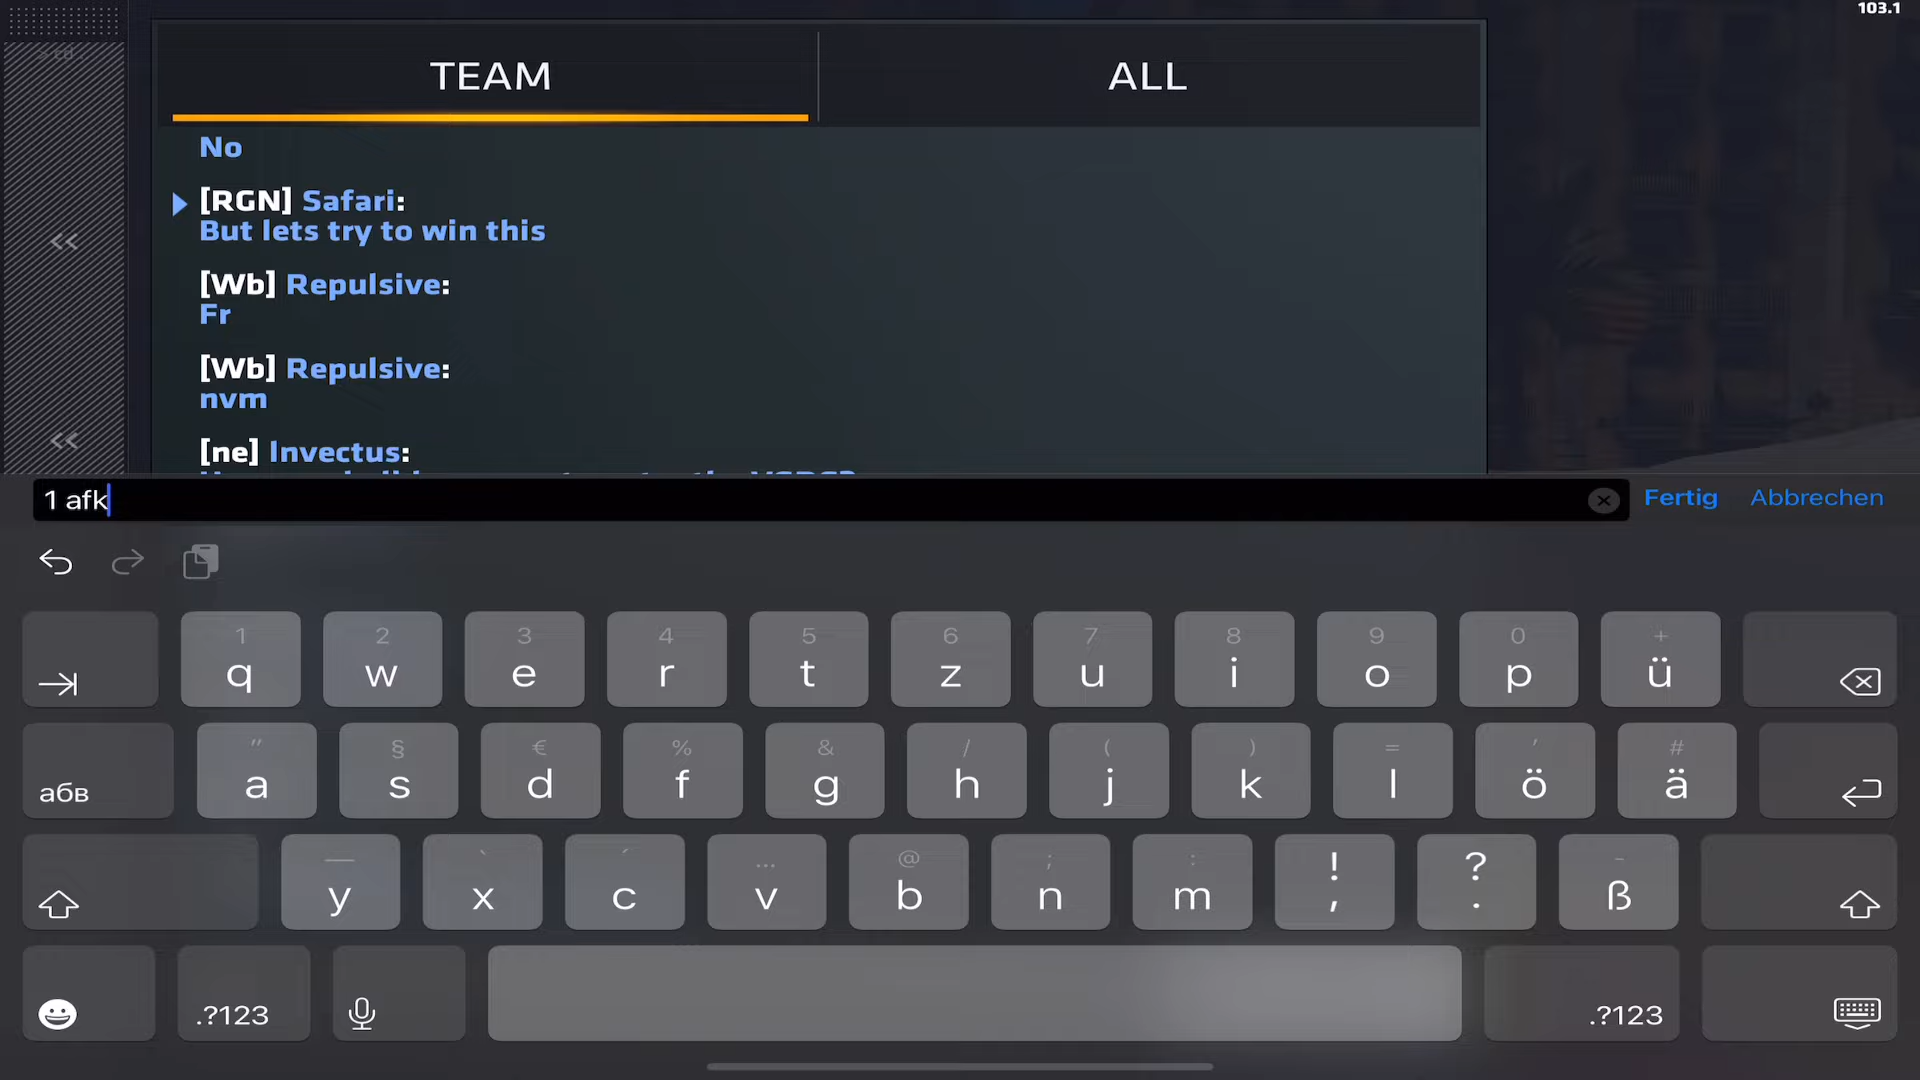 103.1
TEAM
ALL
No
[RGN] Safari:
But lets try to win this
[Wb] Repulsive:
Fr
[Wb] Repulsive:
nvm
[ne] Invectus:
1 afk
Fertig
Abbrechen
1 2 3 4 5 6 7 8 9 0 +
q w e r t z u i o p ü
" § € % & / ( ) = ' #
абв a s d f g h j k l ö ä
— ` ´ … @ ; : ! ? -
y x c v b n m , . ß
.?123
.?123